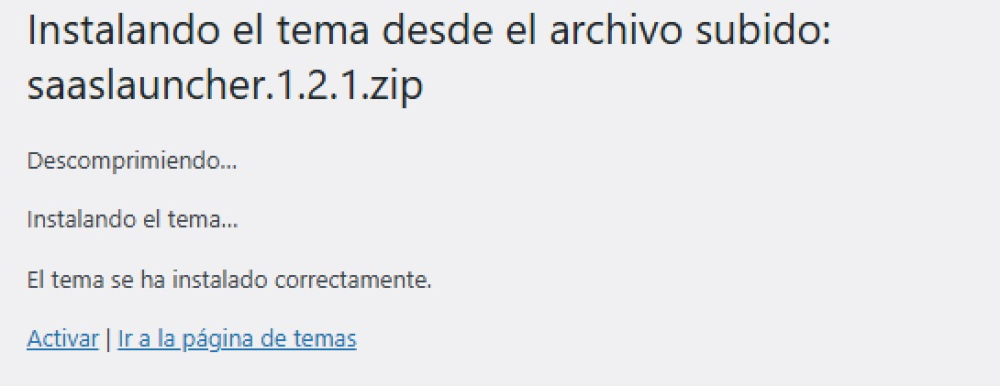 Instalando el tema desde el archivo subido:
saaslauncher.1.2.1.zip
Descomprimiendo...
Instalando el tema...
El tema se ha instalado correctamente.
Activar | Ir a la página de temas